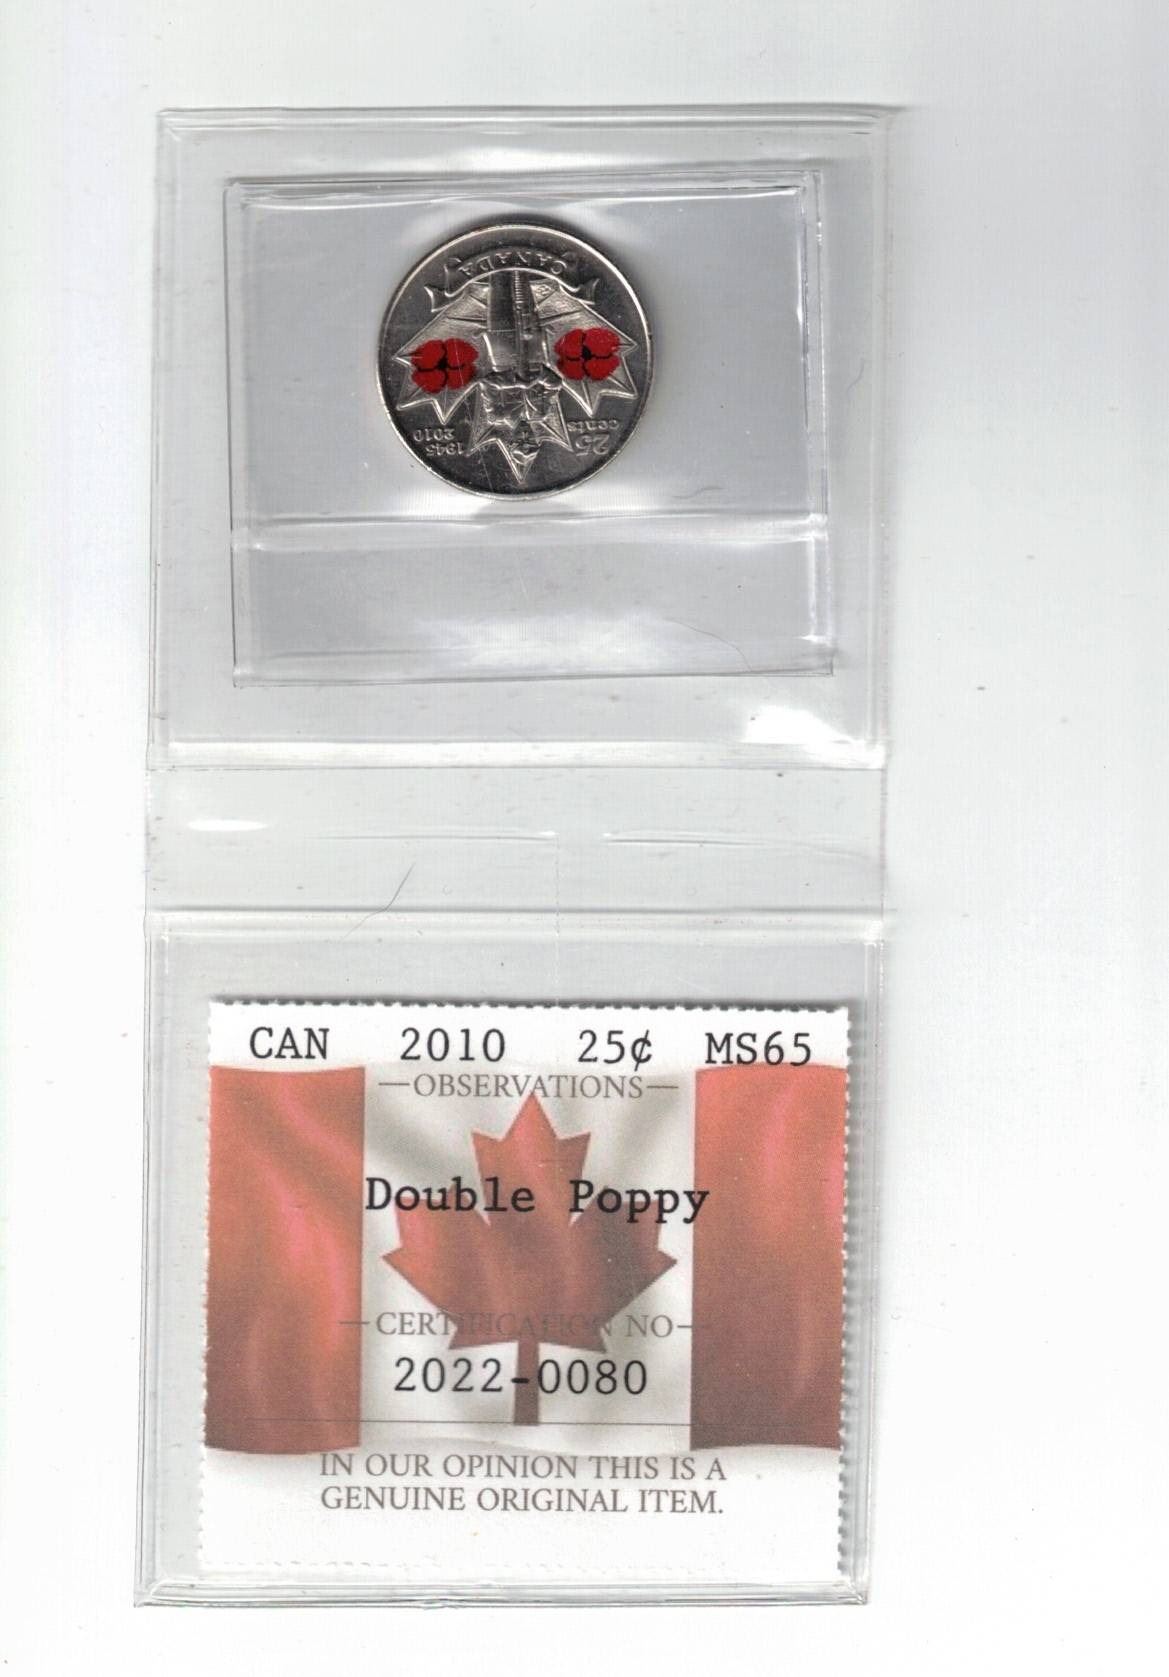 CANADA
25
cents
1945
2010
CAN 2010 25¢ MS65
OBSERVATIONS
Double Poppy
CERTIFICATION NO
2022-0080
IN OUR OPINION THIS IS A
GENUINE ORIGINAL ITEM.